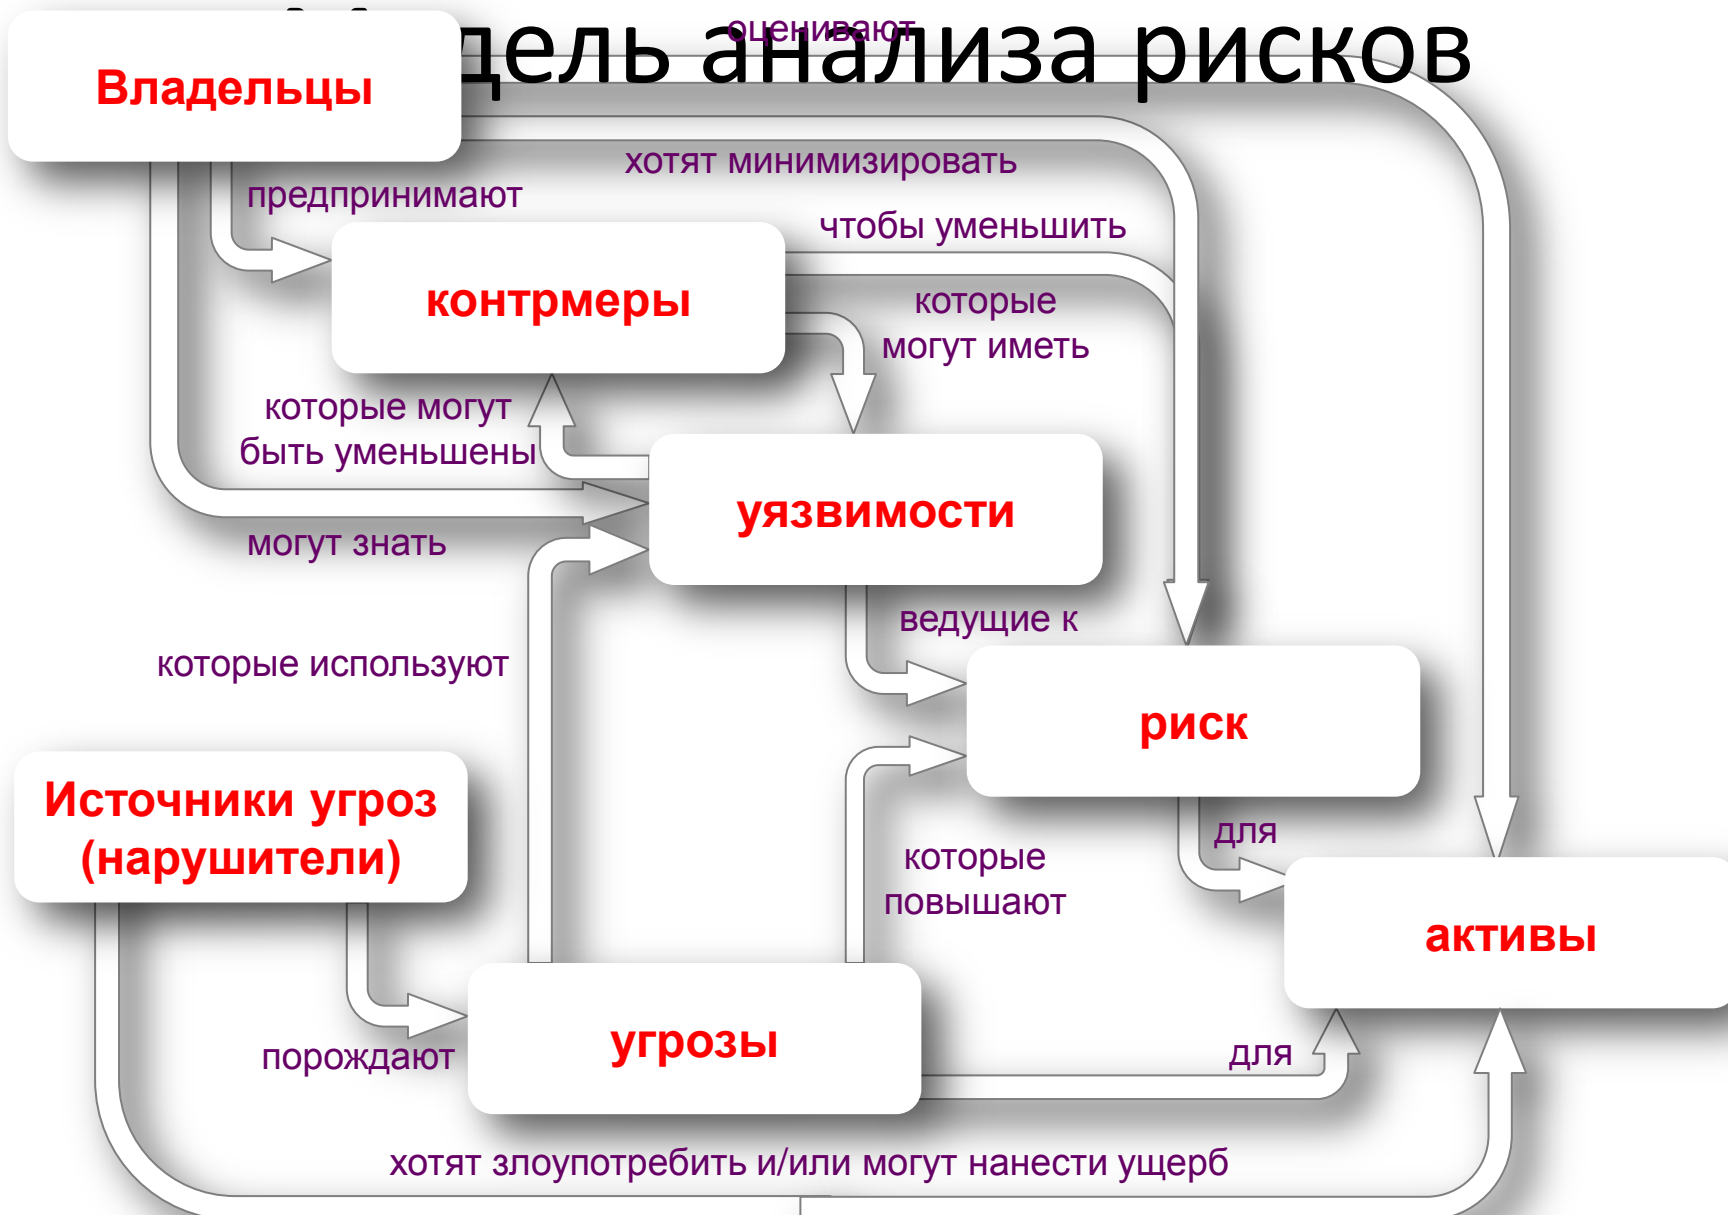 оценивают
дель анализа рисков
Владельцы
хотят минимизировать
предпринимают
чтобы уменьшить
контрмеры
которые
могут иметь
которые могут
быть уменьшены
уязвимости
могут знать
ведущие к
которые используют
риск
Источники угроз
(нарушители)
для
которые
повышают
активы
угрозы
порождают
для
хотят злоупотребить и/или могут нанести ущерб